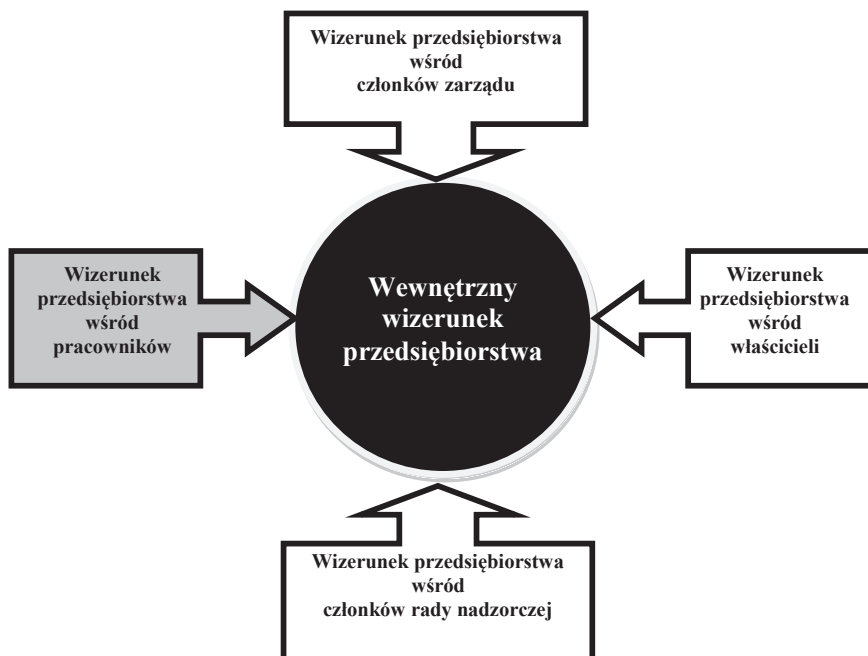 Wizerunek przedsiębiorstwa
wśród
członków zarządu
Wizerunek
przedsiębiorstwa
wśród
pracowników
Wewnętrzny
wizerunek
przedsiębiorstwa
Wizerunek
przedsiębiorstwa
wśród
właścicieli
Wizerunek przedsiębiorstwa
wśród
członków rady nadzorczej